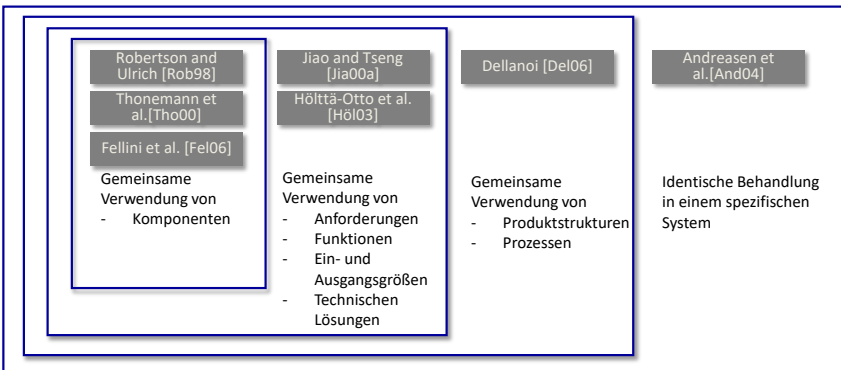 Robertson and
Ulrich [Rob98]
Thonemann et
al.[Tho00]
Fellini et al. [Fel06]
Gemeinsame
Verwendung von
- Komponenten
Jiao and Tseng
[Jia00a]
Hölttä-Otto et al.
[Höl03]
Gemeinsame
Verwendung von
- Anforderungen
- Funktionen
- Ein- und
Ausgangsgrößen
- Technischen
Lösungen
Dellanoi [Del06]
Gemeinsame
Verwendung von
- Produktstrukturen
- Prozessen
Andreasen et
al.[And04]
Identische Behandlung
in einem spezifischen
System